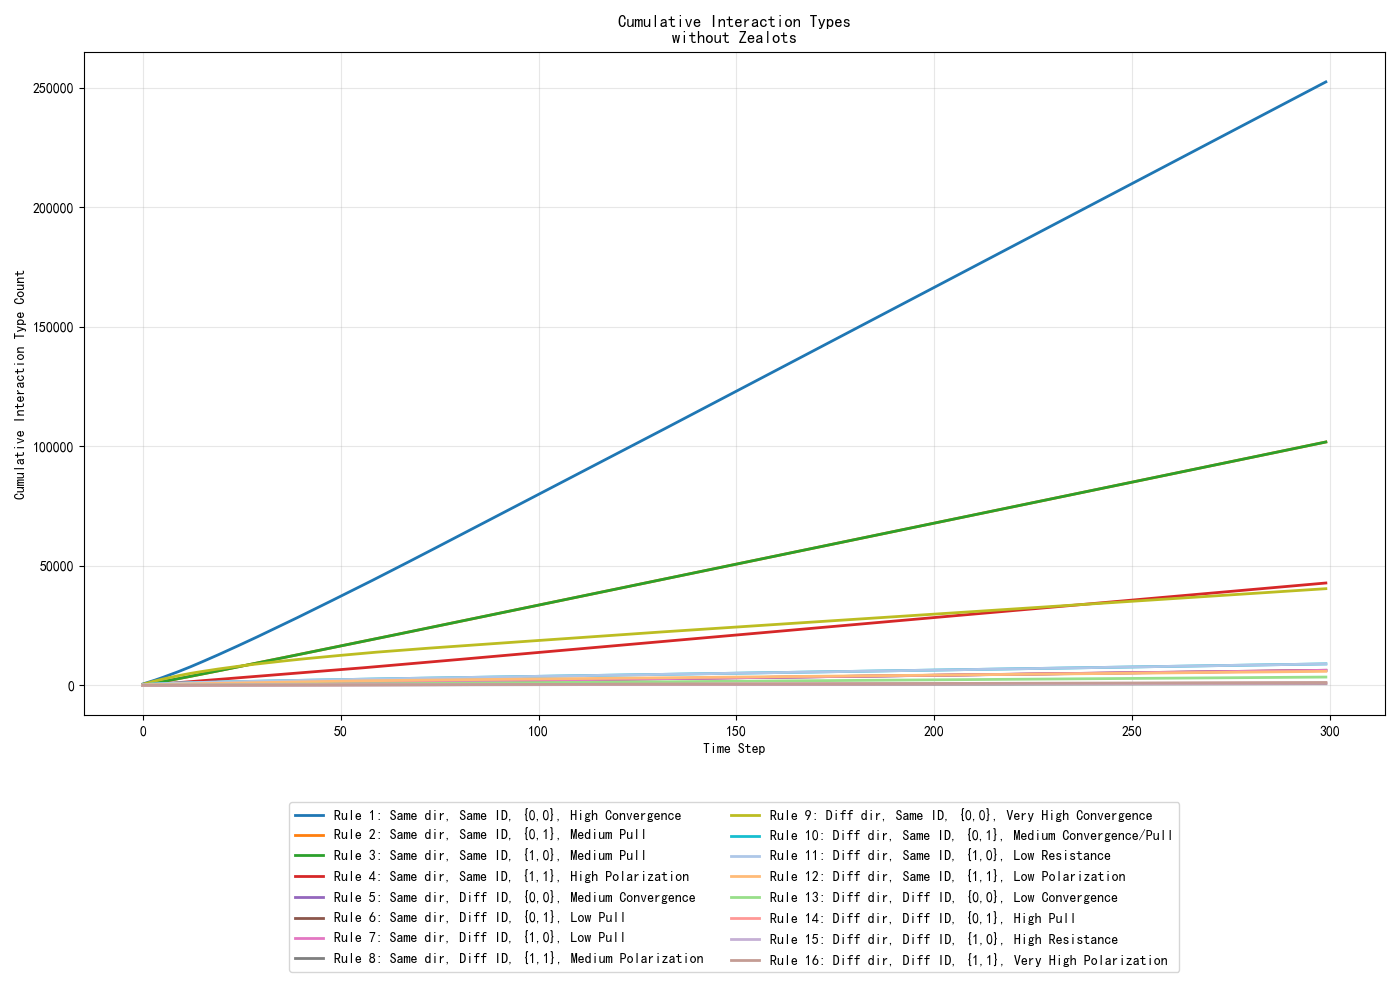 Cumulative Interaction Types
without Zealots
Cumulative Interaction Type Count
250000
200000
150000
100000
50000
0
0 50 100 150 200 250 300
Time Step
Rule 1: Same dir, Same ID, {0,0}, High Convergence
Rule 2: Same dir, Same ID, {0,1}, Medium Pull
Rule 3: Same dir, Same ID, {1,0}, Medium Pull
Rule 4: Same dir, Same ID, {1,1}, High Polarization
Rule 5: Same dir, Diff ID, {0,0}, Medium Convergence
Rule 6: Same dir, Diff ID, {0,1}, Low Pull
Rule 7: Same dir, Diff ID, {1,0}, Low Pull
Rule 8: Same dir, Diff ID, {1,1}, Medium Polarization
Rule 9: Diff dir, Same ID, {0,0}, Very High Convergence
Rule 10: Diff dir, Same ID, {0,1}, Medium Convergence/Pull
Rule 11: Diff dir, Same ID, {1,0}, Low Resistance
Rule 12: Diff dir, Same ID, {1,1}, Low Polarization
Rule 13: Diff dir, Diff ID, {0,0}, Low Convergence
Rule 14: Diff dir, Diff ID, {0,1}, High Pull
Rule 15: Diff dir, Diff ID, {1,0}, High Resistance
Rule 16: Diff dir, Diff ID, {1,1}, Very High Polarization